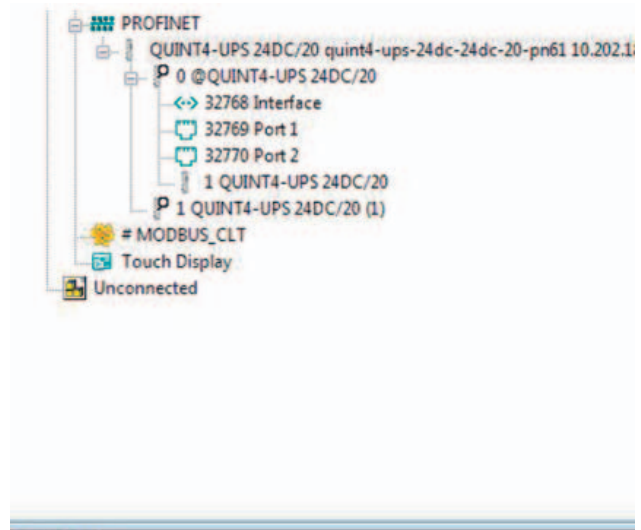 PROFINET
QUINT4-UPS 24DC/20 quint4-ups-24dc-24dc-20-pn61 10.202.18
0 @QUINT4-UPS 24DC/20
32768 Interface
32769 Port 1
32770 Port 2
1 QUINT4-UPS 24DC/20
1 QUINT4-UPS 24DC/20 (1)
# MODBUS_CLT
Touch Display
Unconnected